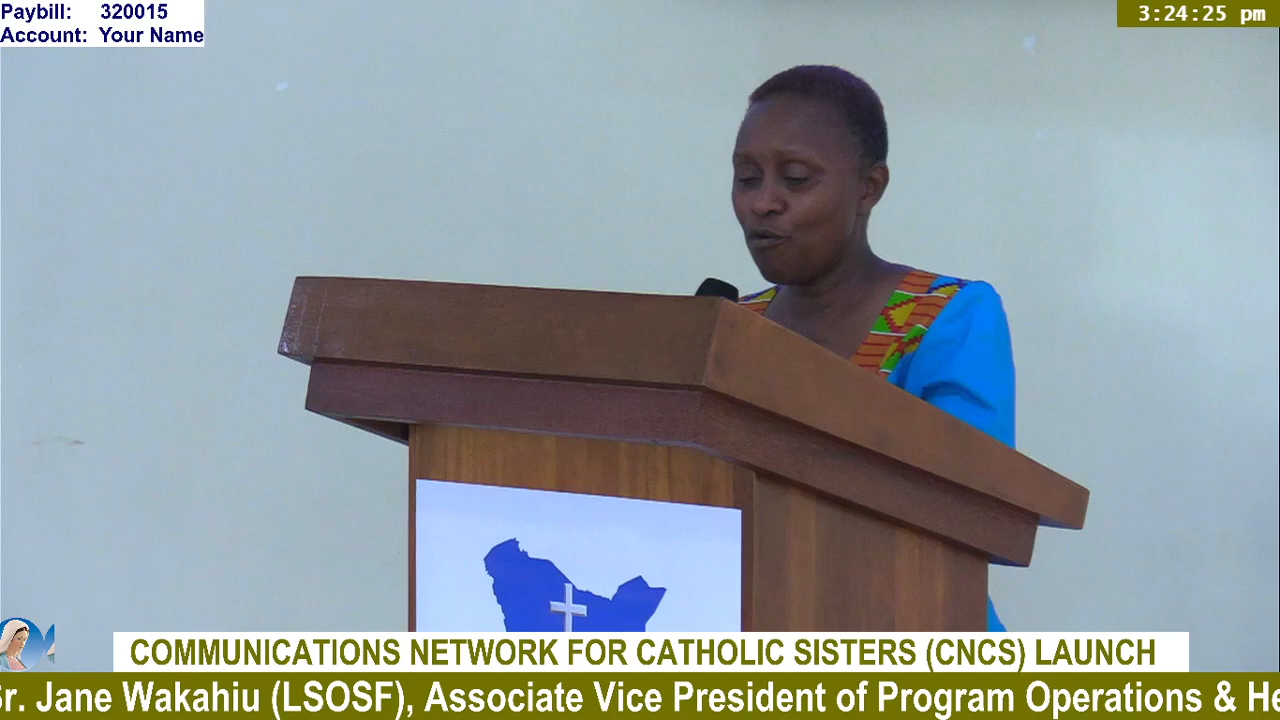 Paybill: 320015
Account: Your Name
3:24:25 pm
COMMUNICATIONS NETWORK FOR CATHOLIC SISTERS (CNCS) LAUNCH
Sr. Jane Wakahiu (LSOSF), Associate Vice President of Program Operations & He